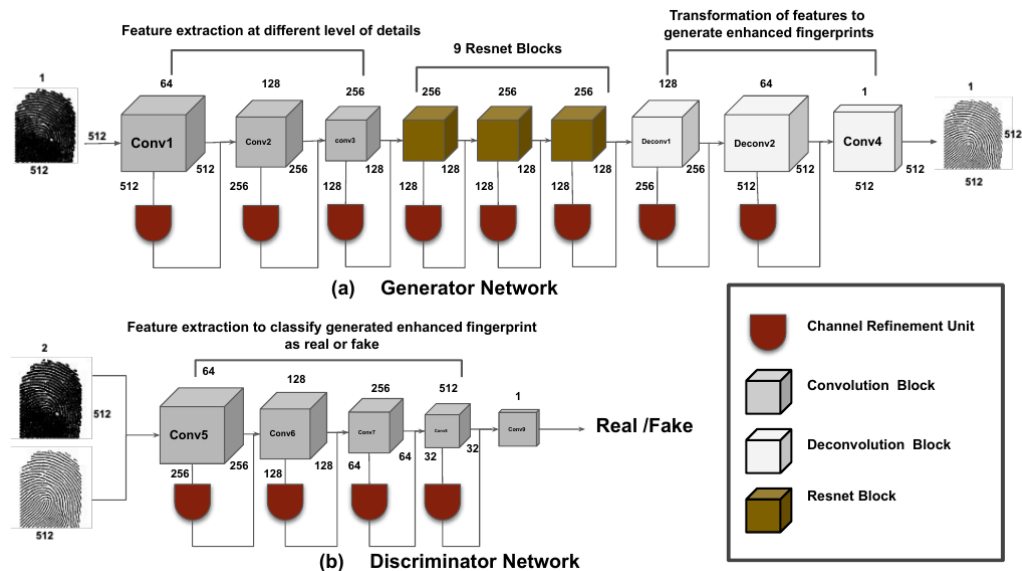 Feature extraction at different level of details
9 Resnet Blocks
Transformation of features to
generate enhanced fingerprints
1
64
128
256
256
256
256
128
64
1
1
512
Conv1
Conv2
conv3
Deconv1
Deconv2
Conv4
512
512
512
512
256
256
128
128
128
128
128
128
128
128
256
256
512
512
512
512
512
(a) Generator Network
Feature extraction to classify generated enhanced fingerprint
as real or fake
2
64
128
256
512
1
512
Conv5
Conv6
Conv7
Real /Fake
256
256
128
128
64
64
32
32
512
(b) Discriminator Network
Channel Refinement Unit
Convolution Block
Deconvolution Block
Resnet Block